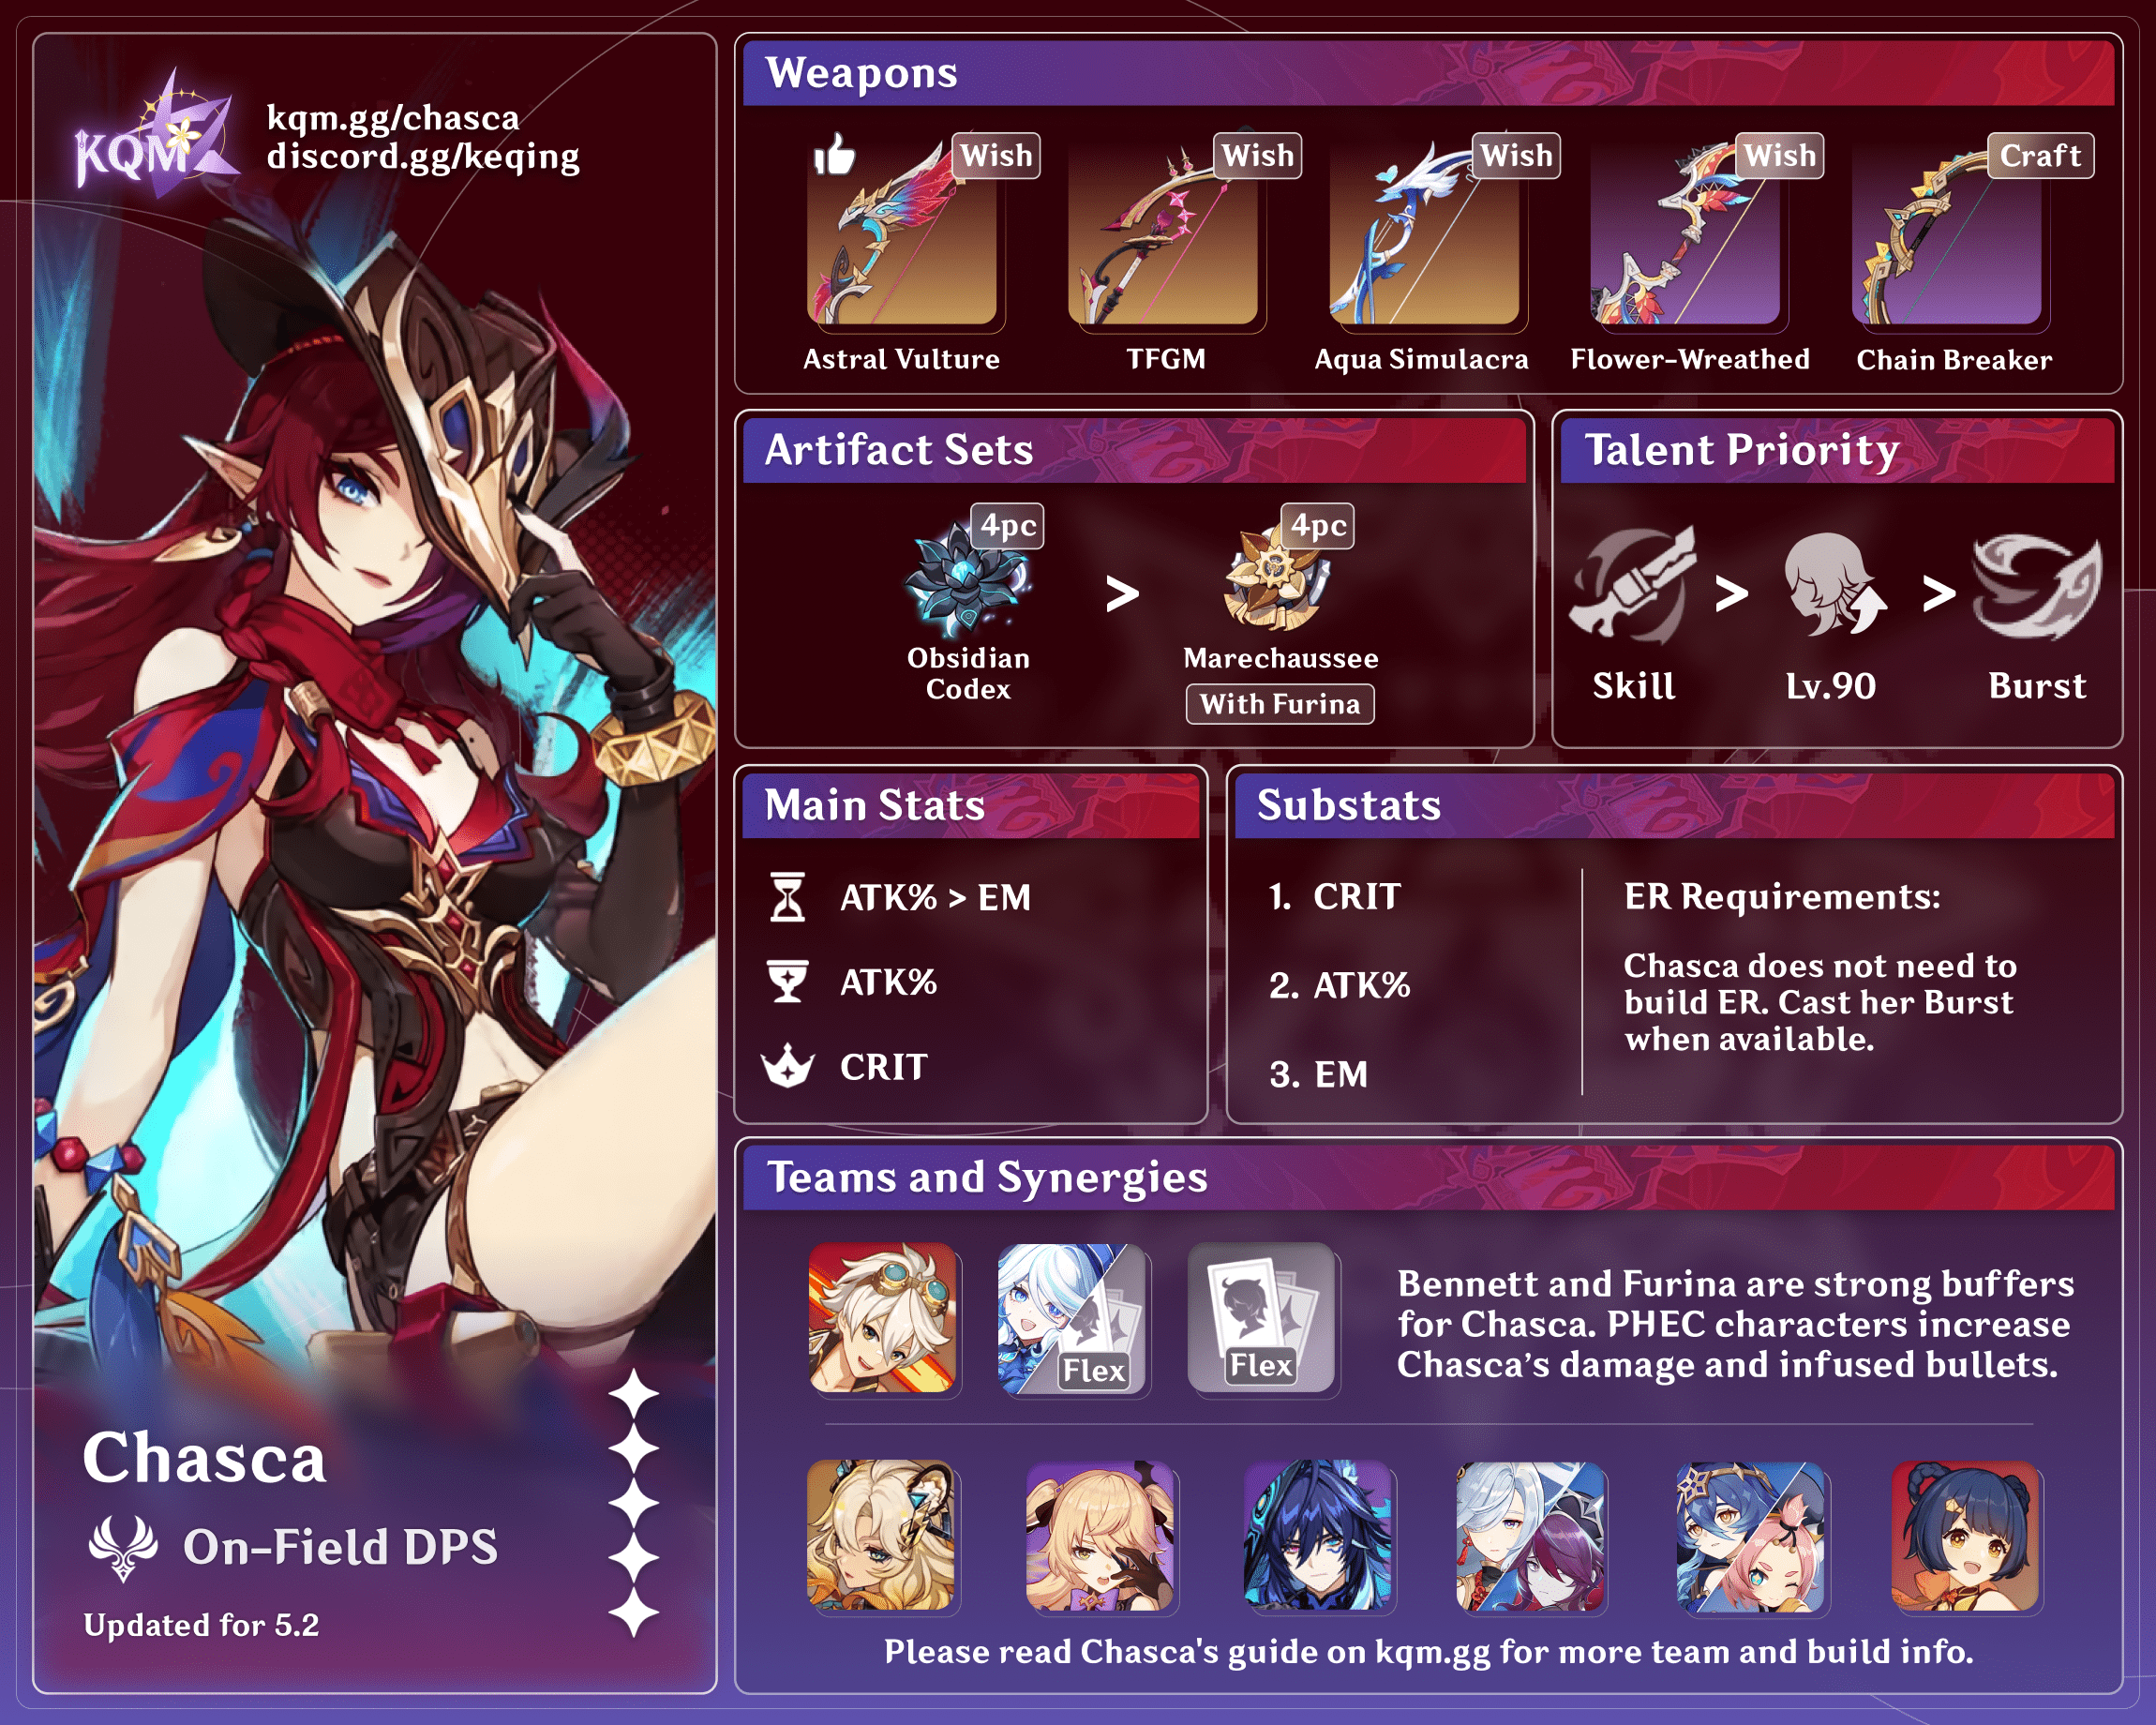 KQM
kqm.gg/chasca
discord.gg/keqing
Chasca
On-Field DPS
Updated for 5.2
Weapons
Wish
Wish
Wish
Wish
Craft
Astral Vulture
TFGM
Aqua Simulacra
Flower-Wreathed
Chain Breaker
Artifact Sets
4pc
>
4pc
Obsidian
Codex
Marechaussee
With Furina
Talent Priority
> >
Skill
Lv.90
Burst
Main Stats
ATK% > EM
ATK%
CRIT
Substats
1. CRIT
2. ATK%
3. EM
ER Requirements:
Chasca does not need to
build ER. Cast her Burst
when available.
Teams and Synergies
Flex
Flex
Bennett and Furina are strong buffers
for Chasca. PHEC characters increase
Chasca's damage and infused bullets.
Please read Chasca's guide on kqm.gg for more team and build info.